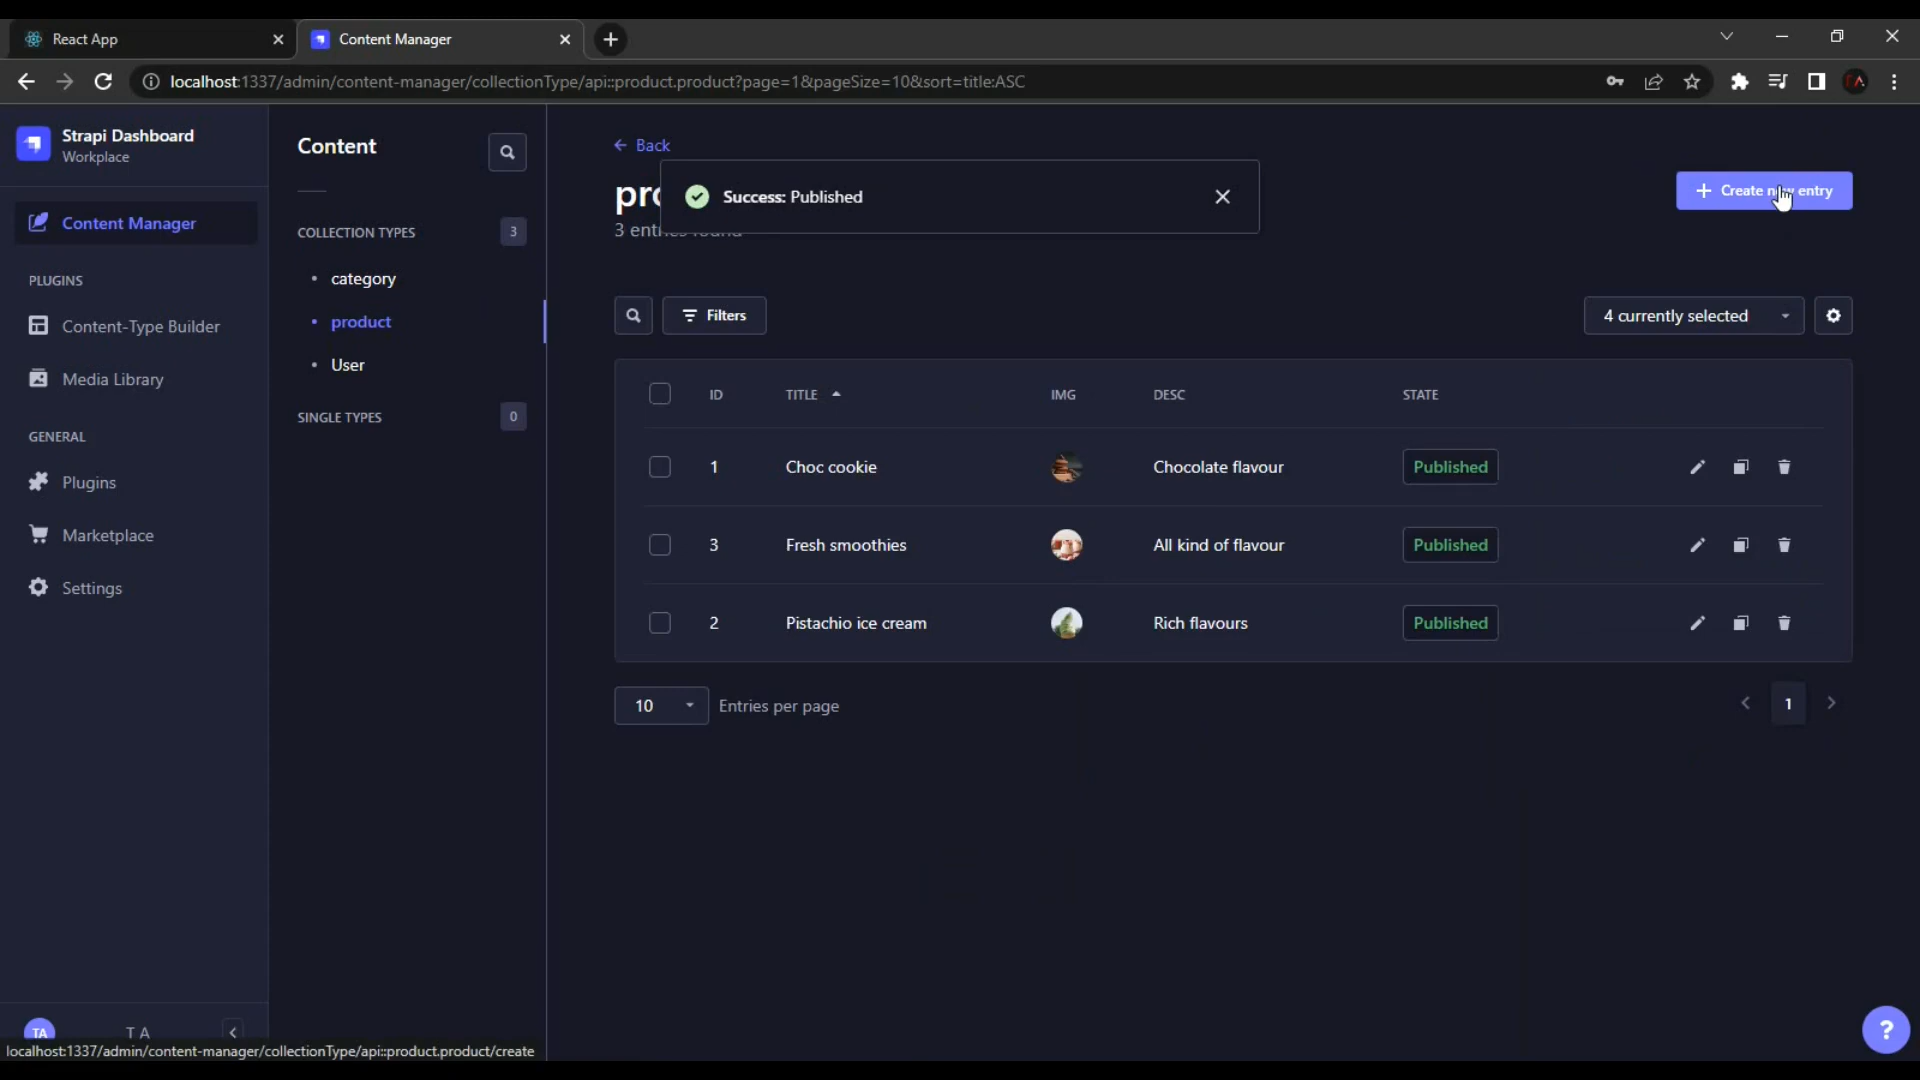 React App
Content Manager
localhost:1337/admin/content-manager/collectionType/api::product.product?page=1&pageSize=10&sort=title:ASC
Strapi Dashboard
Workplace
Content Manager
PLUGINS
Content-Type Builder
Media Library
GENERAL
Plugins
Marketplace
Settings
TA
T A
localhost:1337/admin/content-manager/collectionType/api::product.product/create
Content
COLLECTION TYPES 3
category
product
User
SINGLE TYPES 0
Back
Success: Published
3
Create new entry
Filters
4 currently selected
ID TITLE IMG DESC STATE
1 Choc cookie Chocolate flavour Published
3 Fresh smoothies All kind of flavour Published
2 Pistachio ice cream Rich flavours Published
10 Entries per page
1
?